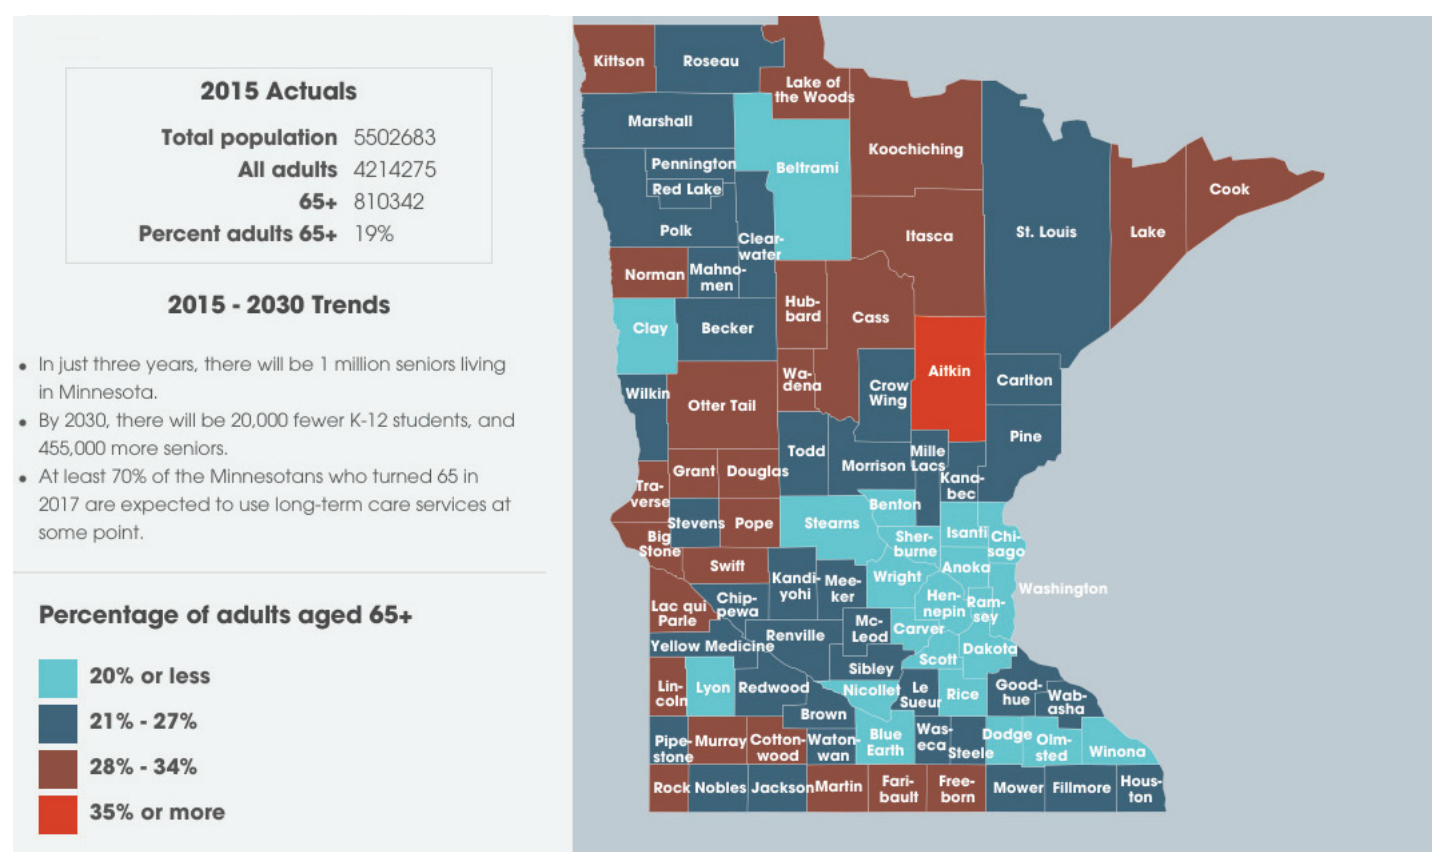 2015 Actuals
Total population 5502683
All adults 4214275
65+ 810342
Percent adults 65+ 19%
2015 - 2030 Trends
• In just three years, there will be 1 million seniors living
in Minnesota.
• By 2030, there will be 20,000 fewer K-12 students, and
455,000 more seniors.
• At least 70% of the Minnesotans who turned 65 in
2017 are expected to use long-term care services at
some point.
Percentage of adults aged 65+
20% or less
21% - 27%
28% - 34%
35% or more
Kittson
Roseau
Lake of
the Woods
Marshall
Koochiching
Pennington
Beltrami
Red Lake
Cook
Polk
Clear-
water
Itasca
St. Louis
Lake
Norman
Mahno-
men
Hub-
bard
Cass
Clay
Becker
Wa-
dena
Crow
Wing
Aitkin
Carlton
Wilkin
Otter Tail
Pine
Todd
Morrison
Mille
Lacs
Kana-
bec
Grant
Douglas
Tra-
verse
Benton
Stevens
Pope
Stearns
Isanti
Chi-
sago
Big
Stone
Sher-
burne
Swift
Kandi-
yohi
Mee-
ker
Wright
Anoka
Washington
Hen-
nepin
Ram-
sey
Lac qui
Parle
Chip-
pewa
Renville
Mc-
Leod
Carver
Yellow Medicine
Scott
Dakota
Sibley
Lin-
coln
Lyon
Redwood
Nicollet
Le
Sueur
Rice
Good-
hue
Wab-
asha
Brown
Pipe-
stone
Murray
Cotton-
wood
Waton-
wan
Blue
Earth
Was-
eca
Steele
Dodge
Olm-
sted
Winona
Rock
Nobles
Jackson
Martin
Fari-
bault
Free-
born
Mower
Fillmore
Hous-
ton